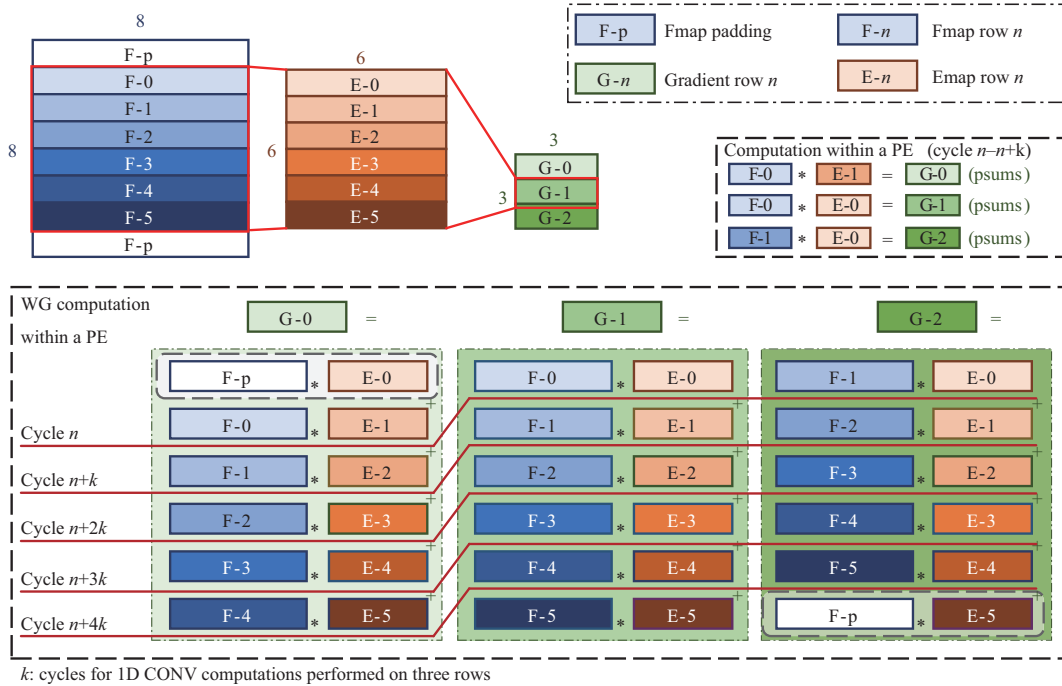 8
F-p
F-0
F-1
F-2
F-3
F-4
F-5
F-p
8
6
E-0
E-1
E-2
E-3
E-4
E-5
6
3
G-0
G-1
G-2
3
F-p Fmap padding F-n Fmap row n
G-n Gradient row n E-n Emap row n
Computation within a PE (cycle n–n+k)
F-0 * E-1 = G-0 (psums)
F-0 * E-0 = G-1 (psums)
F-1 * E-0 = G-2 (psums)
WG computation
within a PE
G-0 = G-1 = G-2 =
F-p * E-0 F-0 * E-0 F-1 * E-0
+ + +
Cycle n F-0 * E-1 F-1 * E-1 F-2 * E-1
+ + +
Cycle n+k F-1 * E-2 F-2 * E-2 F-3 * E-2
+ + +
Cycle n+2k F-2 * E-3 F-3 * E-3 F-4 * E-3
+ + +
Cycle n+3k F-3 * E-4 F-4 * E-4 F-5 * E-4
+ + +
Cycle n+4k F-4 * E-5 F-5 * E-5 F-p * E-5
k: cycles for 1D CONV computations performed on three rows